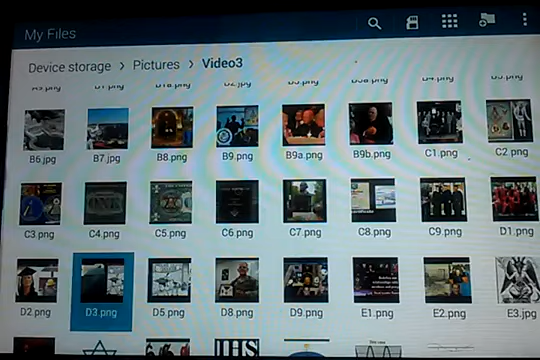 My Files
Device storage > Pictures > Video3
B6.jpg B7.jpg B8.png B9.png B9a.png B9b.png C1.png C2.png
C3.png C4.png C5.png C6.png C7.png C8.png C9.png D1.png
D2.png D3.png D5.png D8.png D9.png E1.png E2.png E3.jpg
IHS